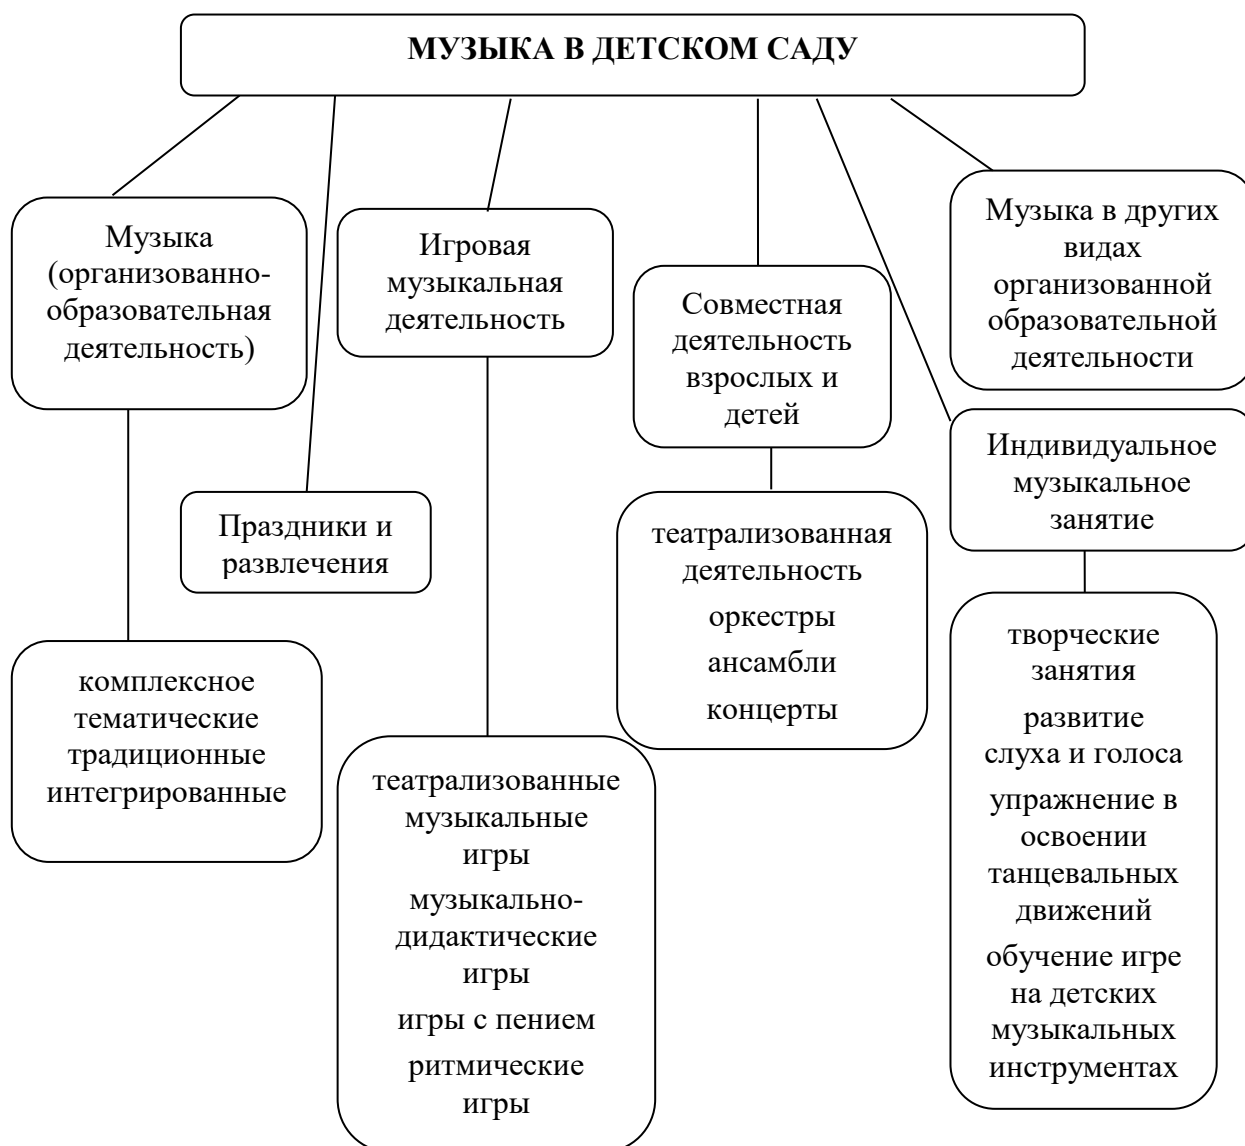 МУЗЫКА В ДЕТСКОМ САДУ
Музыка
(организованно-
образовательная
деятельность)
Игровая
музыкальная
деятельность
Совместная
деятельность
взрослых и
детей
Музыка в других
видах
организованной
образовательной
деятельности
Праздники и
развлечения
Индивидуальное
музыкальное
занятие
комплексное
тематические
традиционные
интегрированные
театрализованные
музыкальные
игры
музыкально-
дидактические
игры
игры с пением
ритмические
игры
театрализованная
деятельность
оркестры
ансамбли
концерты
творческие
занятия
развитие
слуха и голоса
упражнение в
освоении
танцевальных
движений
обучение игре
на детских
музыкальных
инструментах